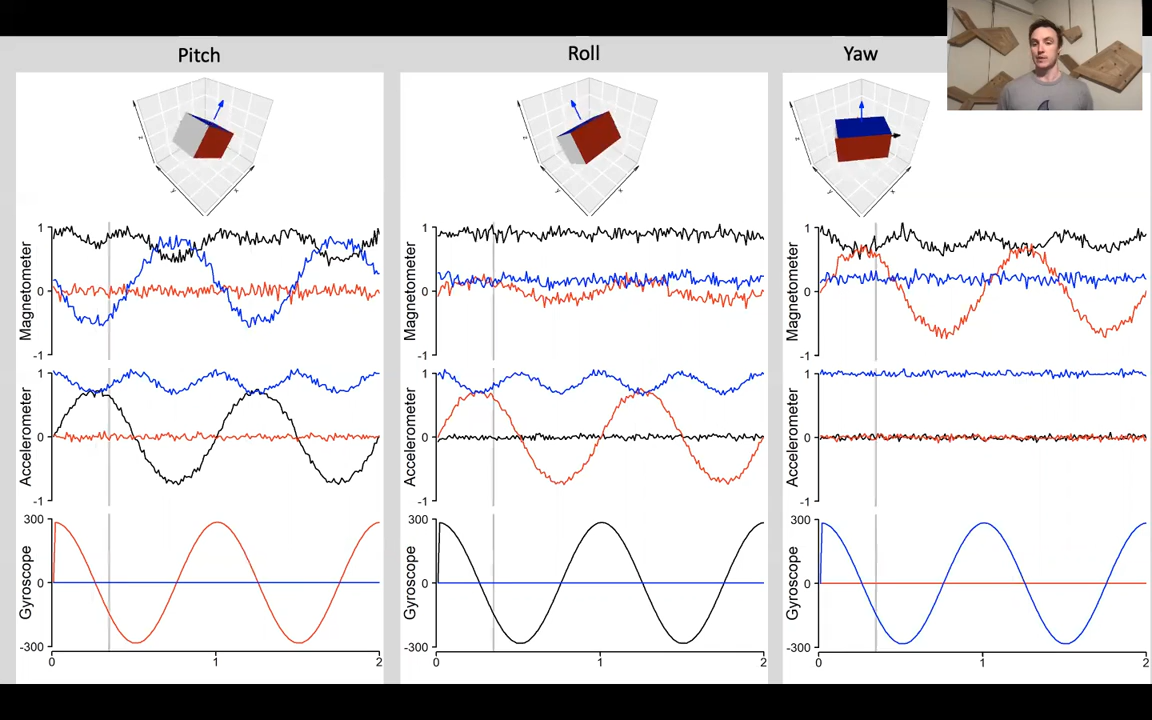 Pitch
Roll
Yaw
z
y
x
z
y
x
z
y
x
Magnetometer
1
0
-1
Magnetometer
1
0
-1
Magnetometer
1
0
-1
Accelerometer
1
0
-1
Accelerometer
1
0
-1
Accelerometer
1
0
-1
Gyroscope
300
0
-300
Gyroscope
300
0
-300
Gyroscope
300
0
-300
0 1 2
0 1 2
0 1 2